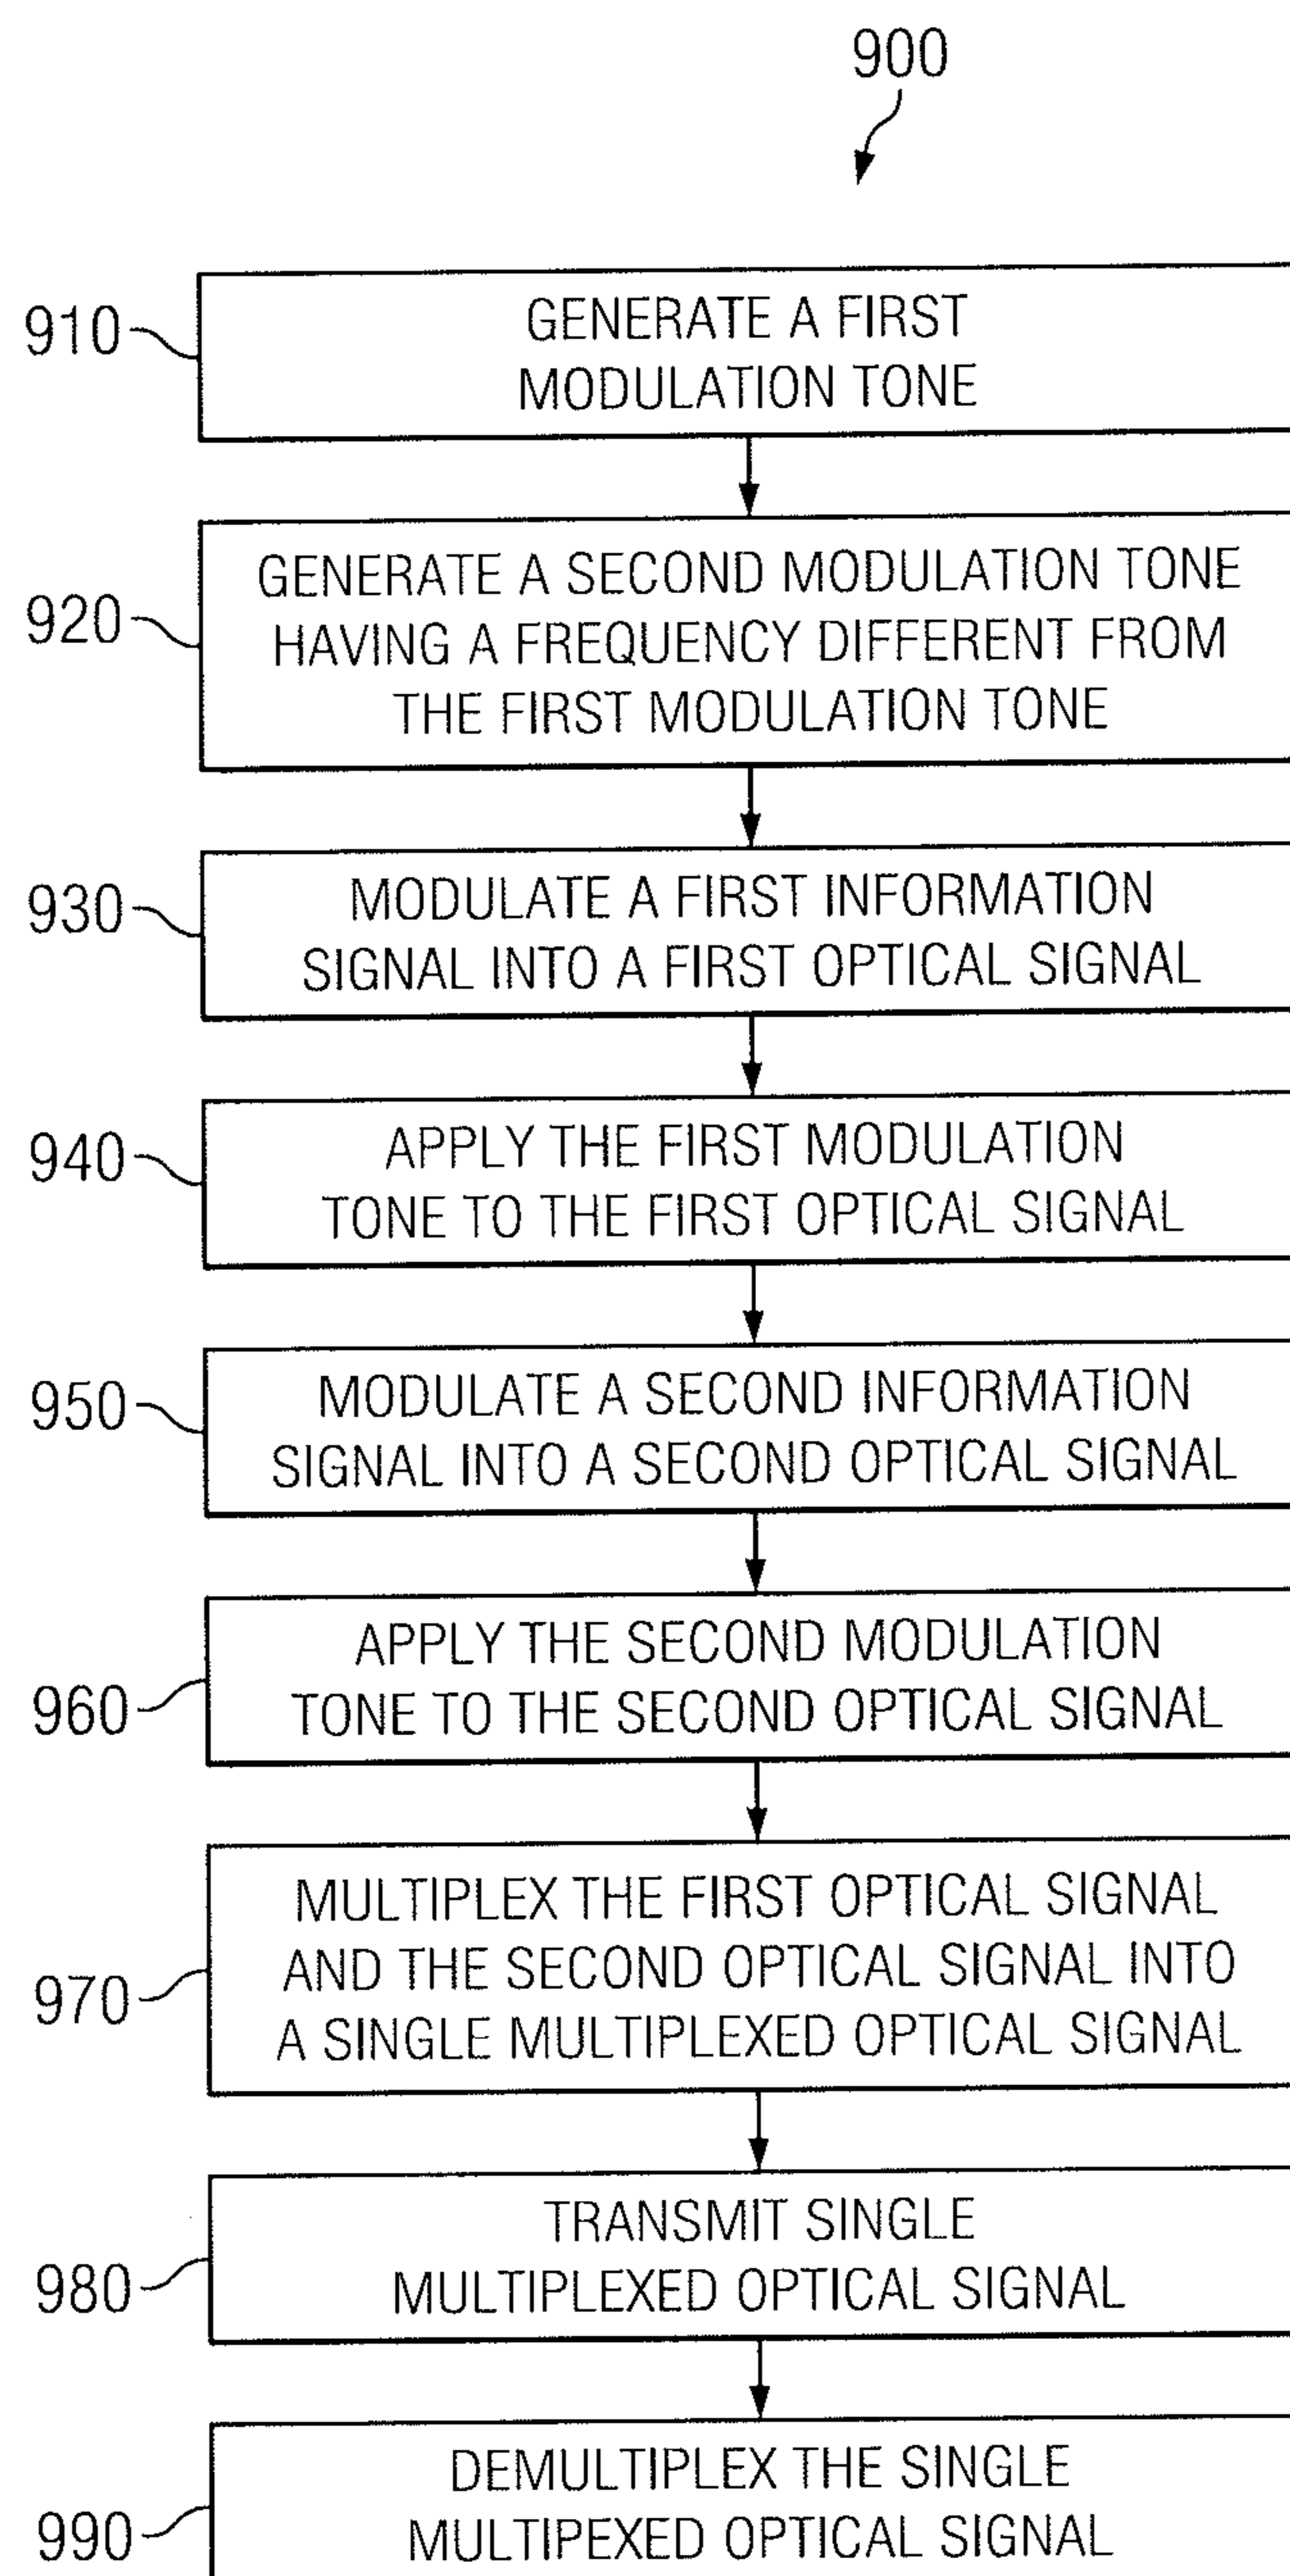 900
910
GENERATE A FIRST
MODULATION TONE
920
GENERATE A SECOND MODULATION TONE
HAVING A FREQUENCY DIFFERENT FROM
THE FIRST MODULATION TONE
930
MODULATE A FIRST INFORMATION
SIGNAL INTO A FIRST OPTICAL SIGNAL
940
APPLY THE FIRST MODULATION
TONE TO THE FIRST OPTICAL SIGNAL
950
MODULATE A SECOND INFORMATION
SIGNAL INTO A SECOND OPTICAL SIGNAL
960
APPLY THE SECOND MODULATION
TONE TO THE SECOND OPTICAL SIGNAL
970
MULTIPLEX THE FIRST OPTICAL SIGNAL
AND THE SECOND OPTICAL SIGNAL INTO
A SINGLE MULTIPLEXED OPTICAL SIGNAL
980
TRANSMIT SINGLE
MULTIPLEXED OPTICAL SIGNAL
990
DEMULTIPLEX THE SINGLE
MULTIPEXED OPTICAL SIGNAL